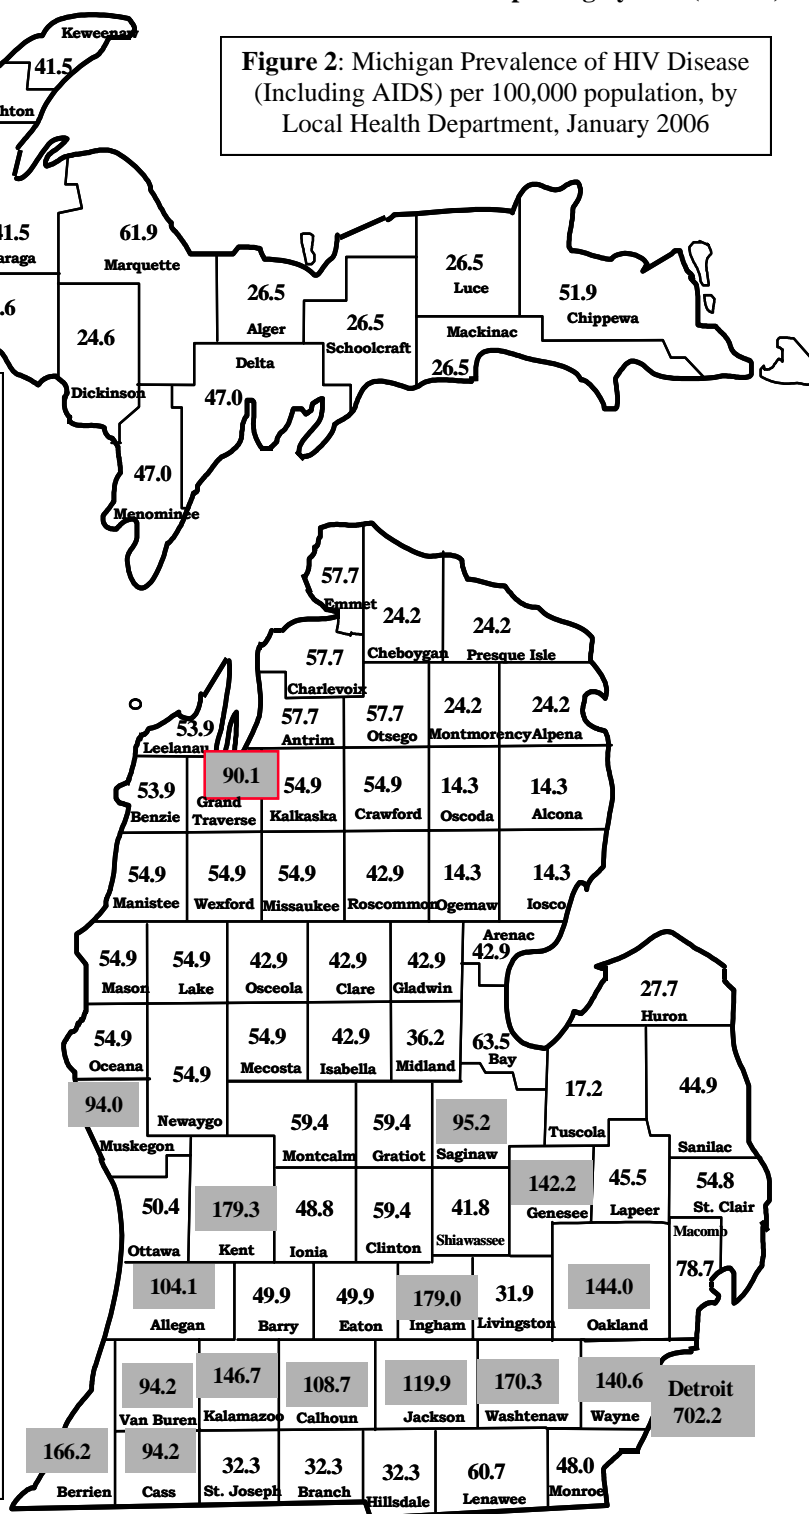 Keweenaw
41.5
hton
Figure 2: Michigan Prevalence of HIV Disease
(Including AIDS) per 100,000 population, by
Local Health Department, January 2006
41.5
araga
61.9
Marquette
26.5
Luce
51.9
Chippewa
.6
24.6
Dickinson
26.5
Alger
26.5
Schoolcraft
Mackinac
26.5
Delta
47.0
47.0
Menominee
57.7
Emmet
24.2
Cheboygan
24.2
Presque Isle
57.7
Charlevoix
53.9
Leelanau
57.7
Antrim
57.7
Otsego
24.2
Montmorency
24.2
Alpena
53.9
Benzie
90.1
Grand
Traverse
54.9
Kalkaska
54.9
Crawford
14.3
Oscoda
14.3
Alcona
54.9
Manistee
54.9
Wexford
54.9
Missaukee
42.9
Roscommon
14.3
Ogemaw
14.3
Iosco
54.9
Mason
54.9
Lake
42.9
Osceola
42.9
Clare
42.9
Gladwin
Arenac
42.9
27.7
Huron
54.9
Oceana
54.9
Newaygo
54.9
Mecosta
42.9
Isabella
36.2
Midland
63.5
Bay
17.2
Tuscola
44.9
Sanilac
94.0
Muskegon
59.4
Montcalm
59.4
Gratiot
95.2
Saginaw
142.2
Genesee
45.5
Lapeer
54.8
St. Clair
50.4
Ottawa
179.3
Kent
48.8
Ionia
59.4
Clinton
41.8
Shiawassee
Macomb
78.7
104.1
Allegan
49.9
Barry
49.9
Eaton
179.0
Ingham
31.9
Livingston
144.0
Oakland
94.2
Van Buren
146.7
Kalamazoo
108.7
Calhoun
119.9
Jackson
170.3
Washtenaw
140.6
Wayne
Detroit
702.2
166.2
Berrien
94.2
Cass
32.3
St. Joseph
32.3
Branch
32.3
Hillsdale
60.7
Lenawee
48.0
Monroe